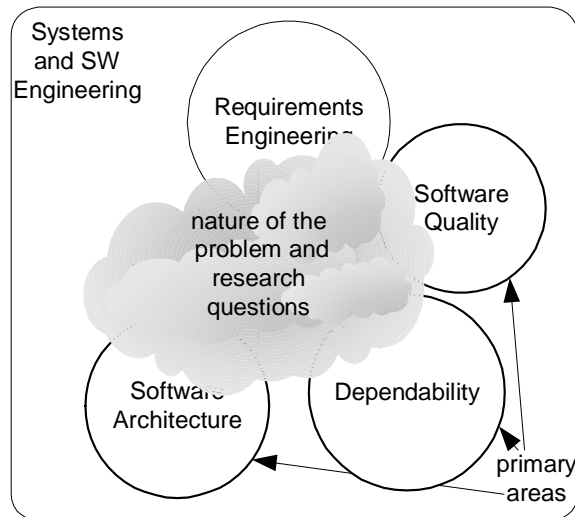 Systems
and SW
Engineering
Requirements
Engineering
Software
Quality
nature of the
problem and
research
questions
Software
Architecture
Dependability
primary
areas